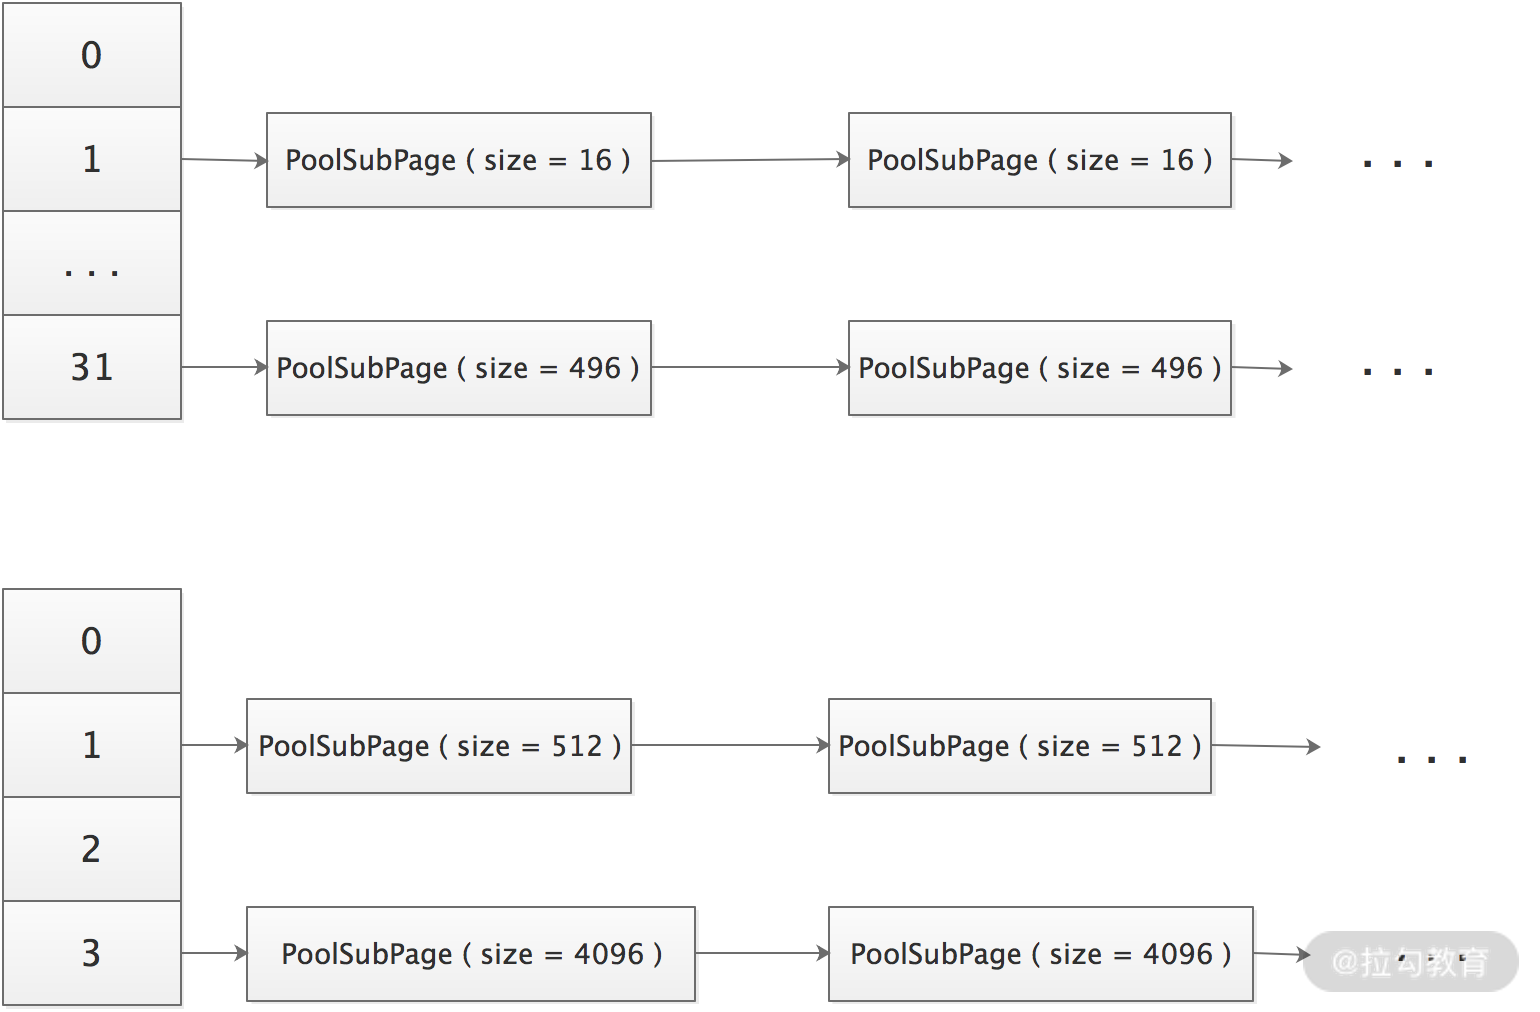 0
1
PoolSubPage ( size = 16 )
PoolSubPage ( size = 16 )
. . .
. . .
31
PoolSubPage ( size = 496 )
PoolSubPage ( size = 496 )
. . .
0
1
PoolSubPage ( size = 512 )
PoolSubPage ( size = 512 )
. . .
2
3
PoolSubPage ( size = 4096 )
PoolSubPage ( size = 4096 )
. . .
@拉勾教育